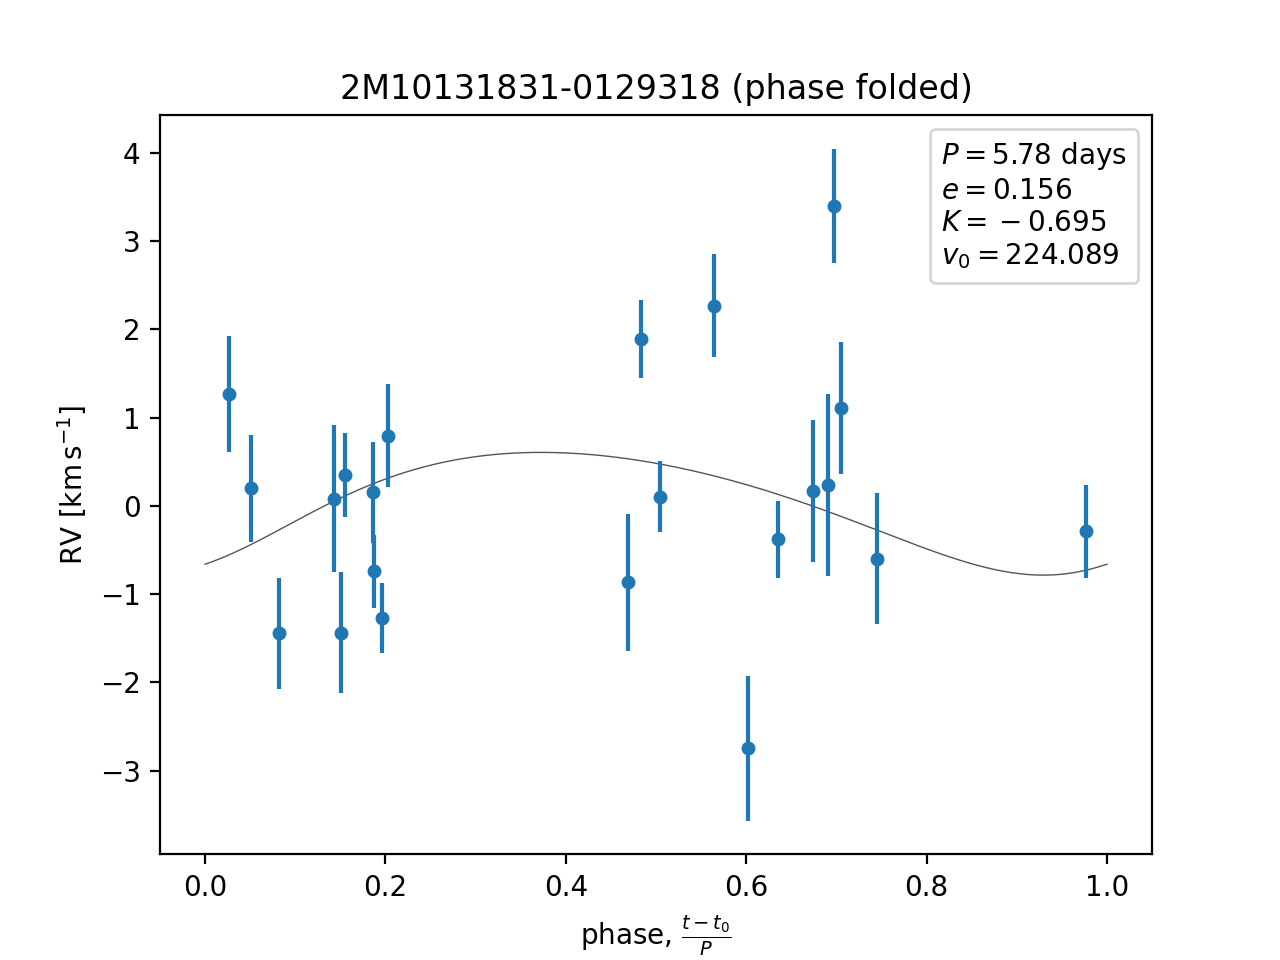 2M10131831-0129318 (phase folded)
P = 5.78 days
e = 0.156
K = −0.695
v₀ = 224.089
4
3
2
1
0
−1
−2
−3
RV [km s⁻¹]
0.0 0.2 0.4 0.6 0.8 1.0
phase, (t − t₀)/P